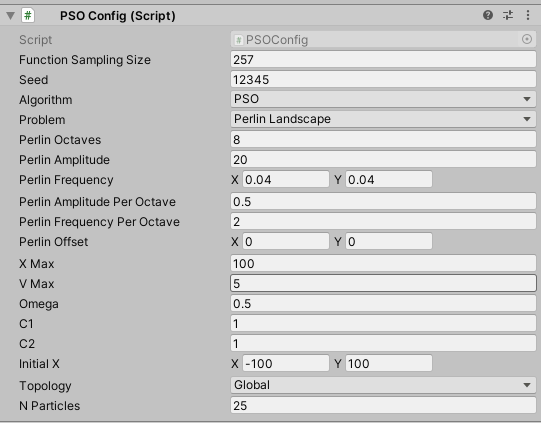 PSO Config (Script)
Script PSOConfig
Function Sampling Size 257
Seed 12345
Algorithm PSO
Problem Perlin Landscape
Perlin Octaves 8
Perlin Amplitude 20
Perlin Frequency X 0.04 Y 0.04
Perlin Amplitude Per Octave 0.5
Perlin Frequency Per Octave 2
Perlin Offset X 0 Y 0
X Max 100
V Max 5
Omega 0.5
C1 1
C2 1
Initial X X -100 Y 100
Topology Global
N Particles 25